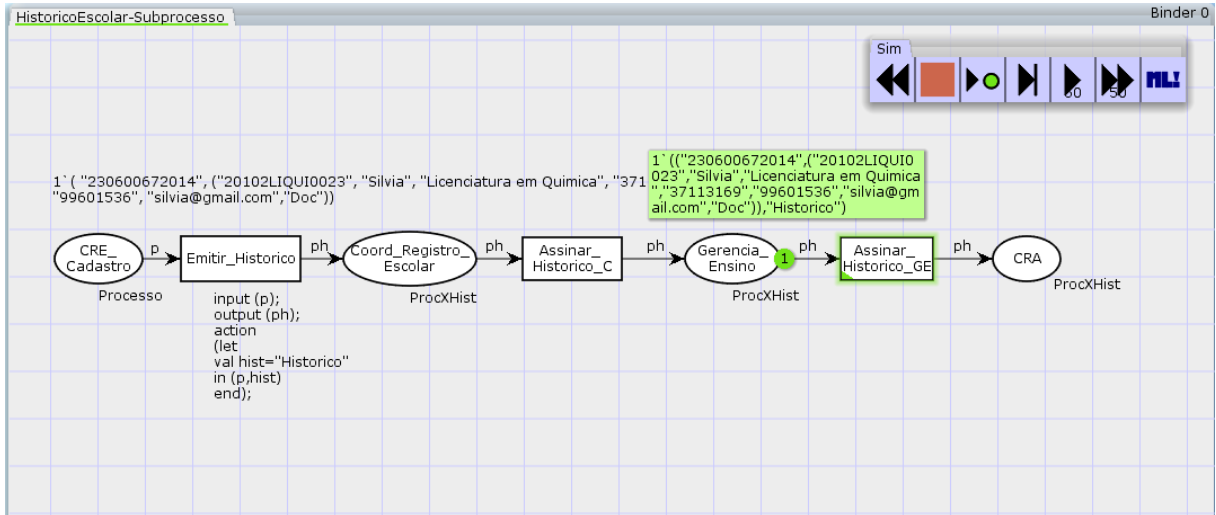 HistoricoEscolar-Subprocesso
Binder 0
Sim
50
50
ML!
1`( "230600672014", ("20102LIQUI0023", "Silvia", "Licenciatura em Quimica", "371
"99601536", "silvia@gmail.com","Doc"))
1`(("230600672014",("20102LIQUI0
023","Silvia","Licenciatura em Quimica
","37113169","99601536","silvia@gm
ail.com","Doc")),"Historico")
CRE_
Cadastro
p
Emitir_Historico
ph
Coord_Registro_
Escolar
ph
Assinar_
Historico_C
ph
Gerencia_
Ensino
1
ph
Assinar_
Historico_GE
ph
CRA
Processo
ProcXHist
ProcXHist
ProcXHist
input (p);
output (ph);
action
(let
val hist="Historico"
in (p,hist)
end);